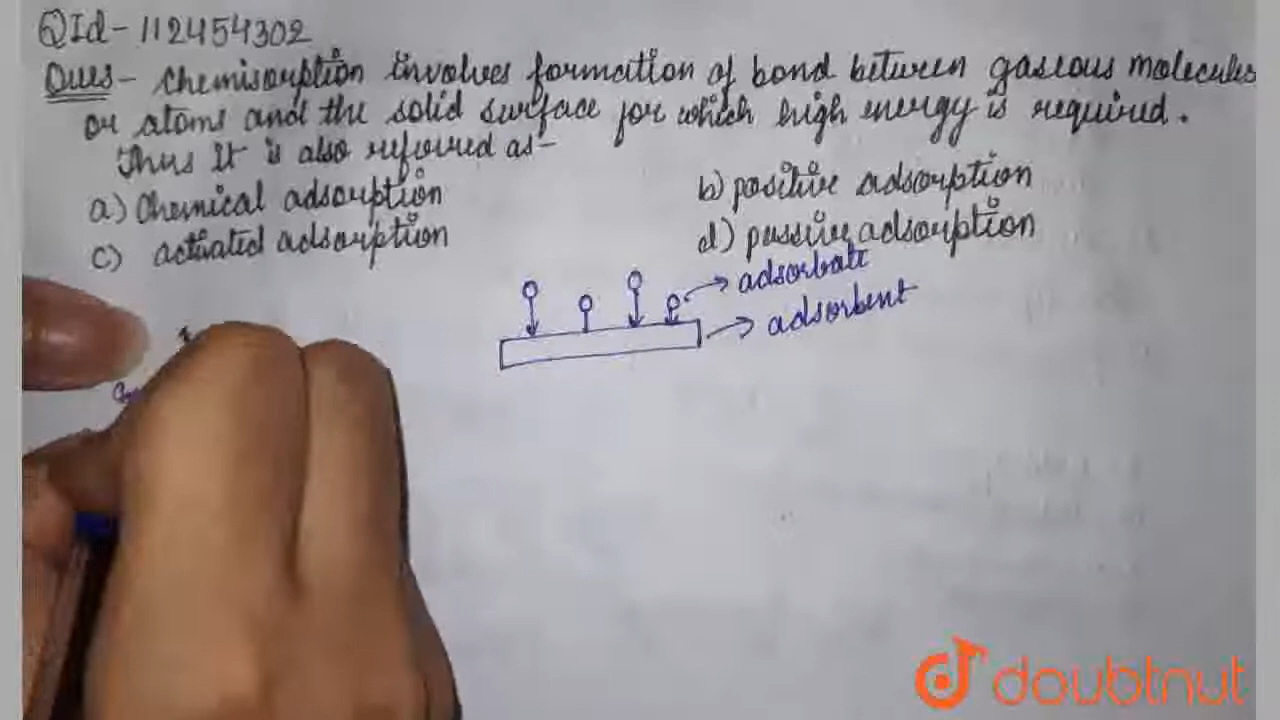 QId - 112454302
Ques - Chemisorption involves formation of bond between gaseous molecules
or atoms and the solid surface for which high energy is required.
Thus It is also referred as -
a) Chemical adsorption
b) positive adsorption
c) activated adsorption
d) passive adsorption
adsorbate
adsorbent
doubtnut